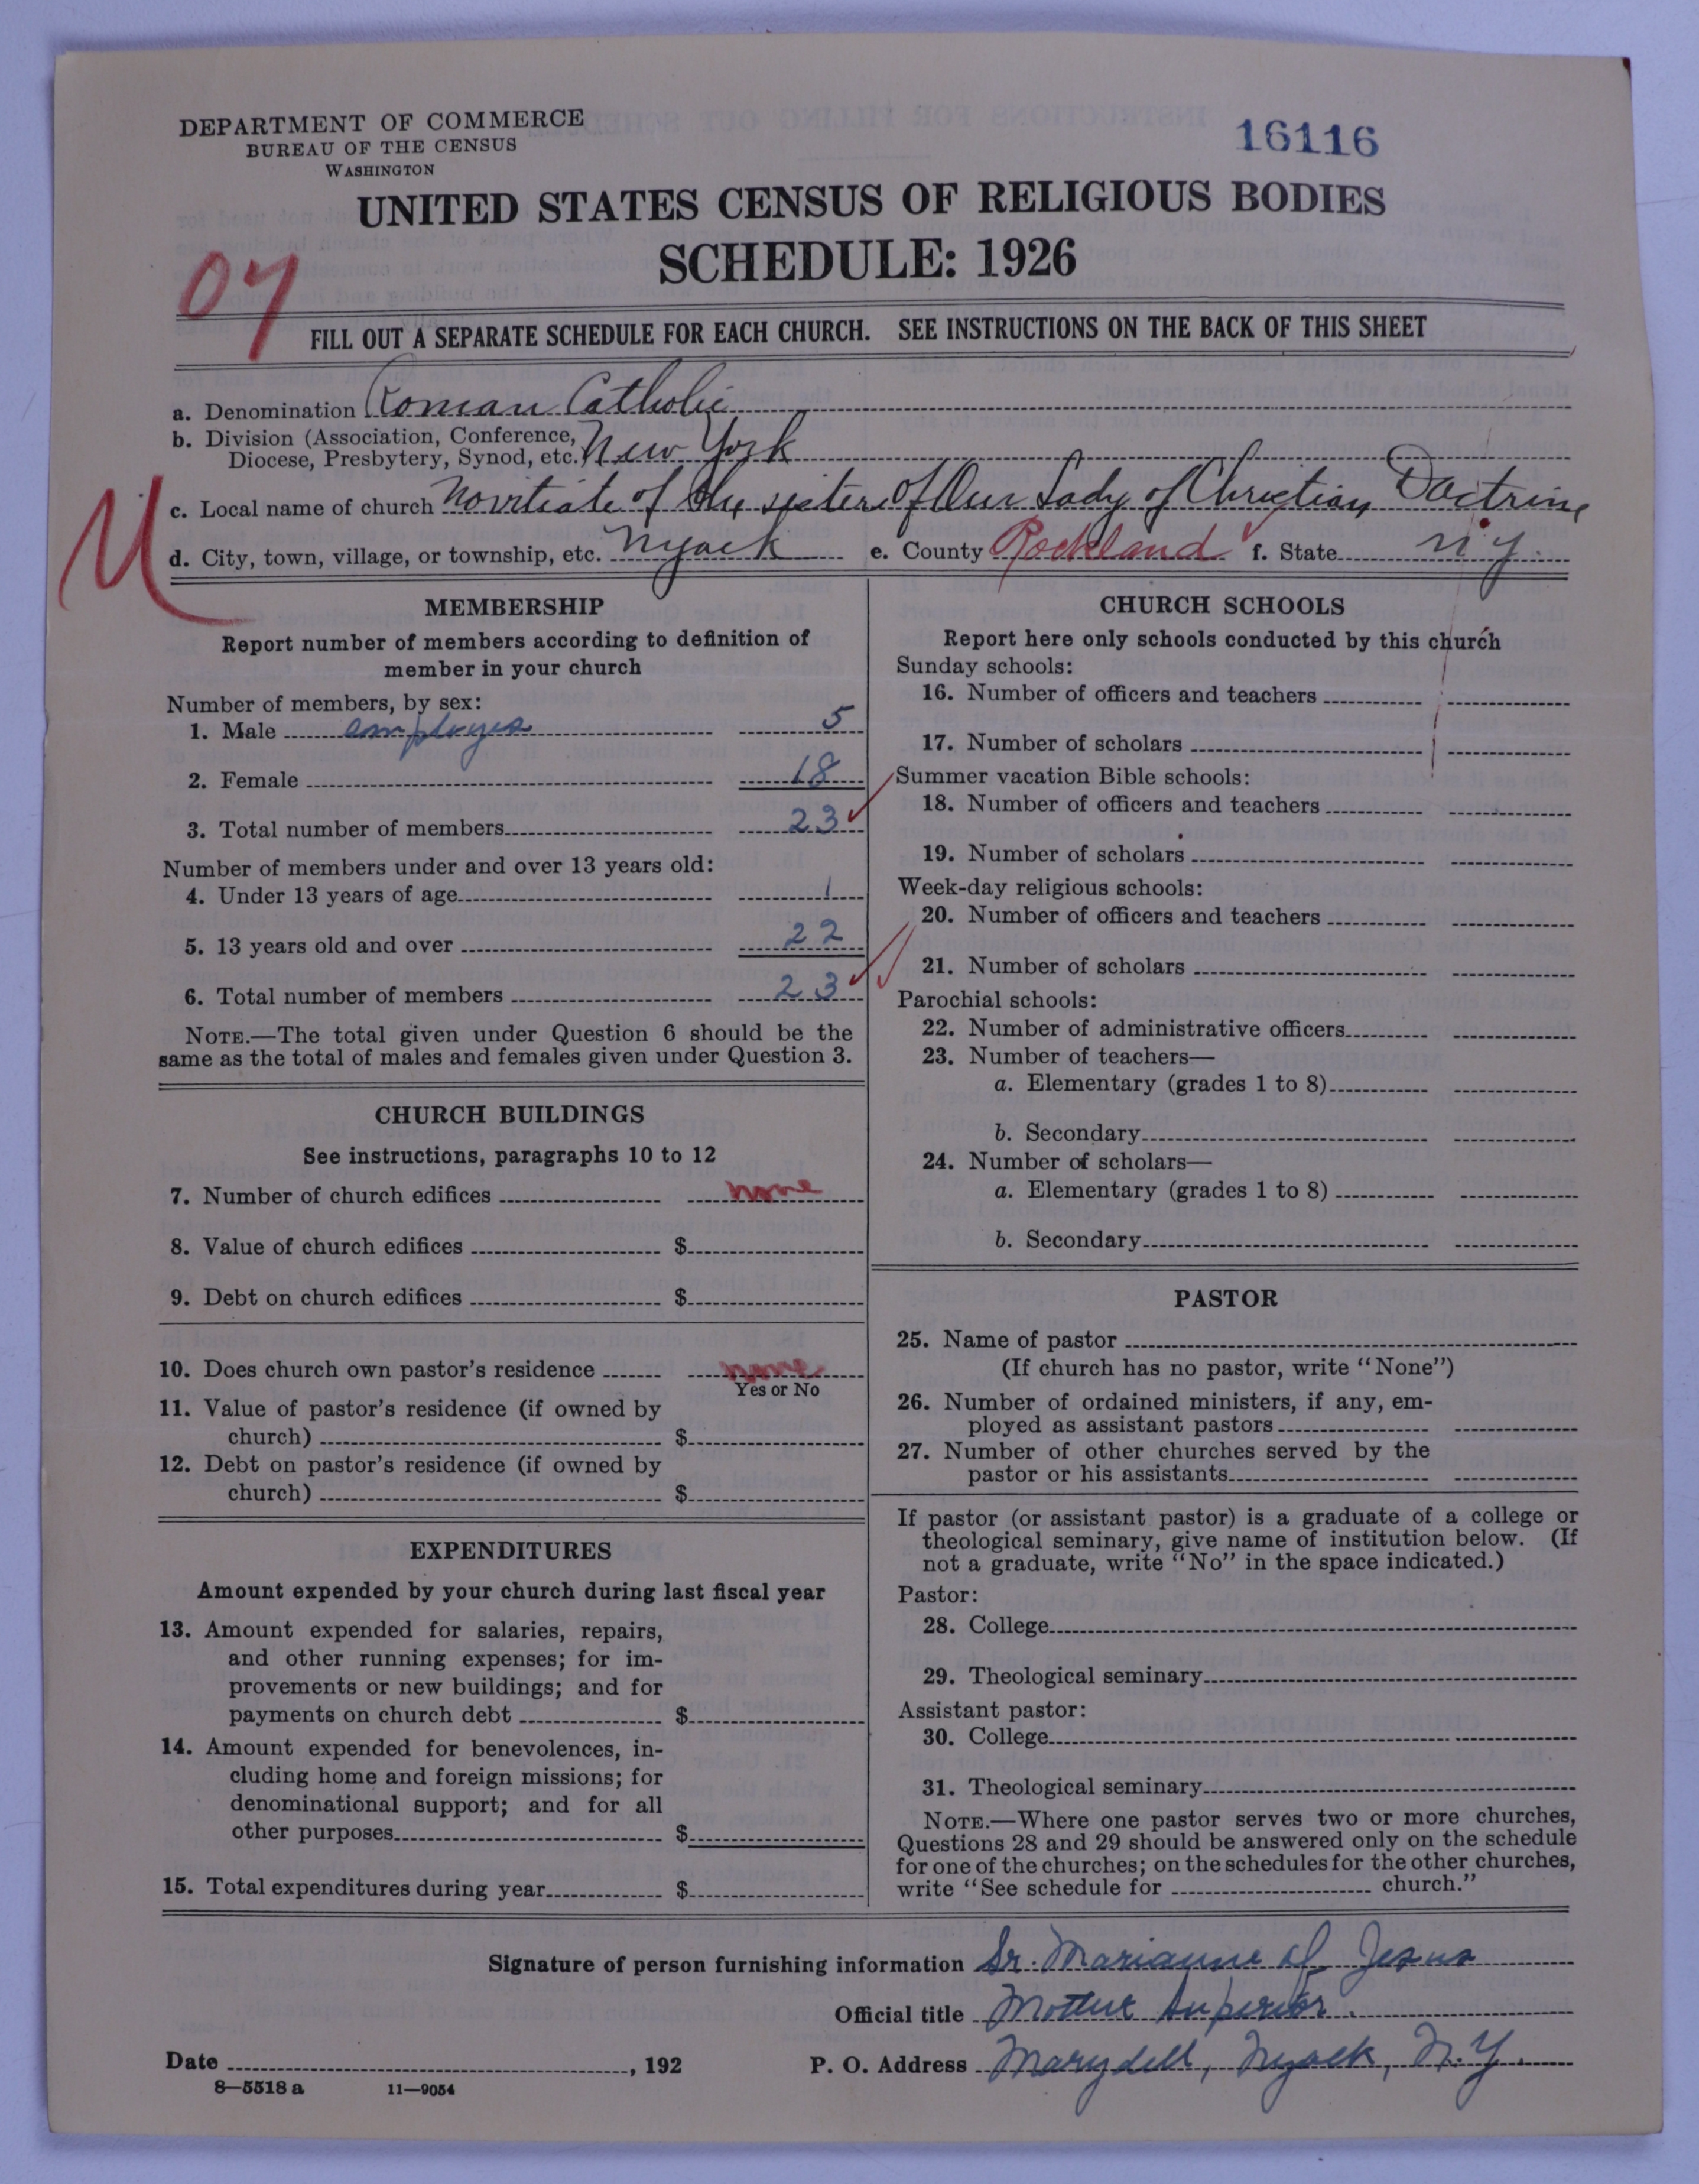 DEPARTMENT OF COMMERCE
BUREAU OF THE CENSUS
WASHINGTON
16116
UNITED STATES CENSUS OF RELIGIOUS BODIES
SCHEDULE: 1926
07
FILL OUT A SEPARATE SCHEDULE FOR EACH CHURCH. SEE INSTRUCTIONS ON THE BACK OF THIS SHEET
a. Denomination Roman Catholic
b. Division (Association, Conference,
Diocese, Presbytery, Synod, etc.) New York
c. Local name of church Novitiate of the sisters of Our Lady of Christian Doctrine
d. City, town, village, or township, etc. Nyack e. County Rockland f. State N.Y.
MEMBERSHIP
Report number of members according to definition of
member in your church
Number of members, by sex:
1. Male employes 5
2. Female 18
3. Total number of members 23
Number of members under and over 13 years old:
4. Under 13 years of age 1
5. 13 years old and over 22
6. Total number of members 23
NOTE.—The total given under Question 6 should be the
same as the total of males and females given under Question 3.
CHURCH BUILDINGS
See instructions, paragraphs 10 to 12
7. Number of church edifices none
8. Value of church edifices $
9. Debt on church edifices $
10. Does church own pastor's residence none
Yes or No
11. Value of pastor's residence (if owned by
church) $
12. Debt on pastor's residence (if owned by
church) $
EXPENDITURES
Amount expended by your church during last fiscal year
13. Amount expended for salaries, repairs,
and other running expenses; for im-
provements or new buildings; and for
payments on church debt $
14. Amount expended for benevolences, in-
cluding home and foreign missions; for
denominational support; and for all
other purposes $
15. Total expenditures during year $
CHURCH SCHOOLS
Report here only schools conducted by this church
Sunday schools:
16. Number of officers and teachers
17. Number of scholars
Summer vacation Bible schools:
18. Number of officers and teachers
19. Number of scholars
Week-day religious schools:
20. Number of officers and teachers
21. Number of scholars
Parochial schools:
22. Number of administrative officers
23. Number of teachers—
a. Elementary (grades 1 to 8)
b. Secondary
24. Number of scholars—
a. Elementary (grades 1 to 8)
b. Secondary
PASTOR
25. Name of pastor
(If church has no pastor, write "None")
26. Number of ordained ministers, if any, em-
ployed as assistant pastors
27. Number of other churches served by the
pastor or his assistants
If pastor (or assistant pastor) is a graduate of a college or
theological seminary, give name of institution below. (If
not a graduate, write "No" in the space indicated.)
Pastor:
28. College
29. Theological seminary
Assistant pastor:
30. College
31. Theological seminary
NOTE.—Where one pastor serves two or more churches,
Questions 28 and 29 should be answered only on the schedule
for one of the churches; on the schedules for the other churches,
write "See schedule for church."
Signature of person furnishing information Sr. Marianne of Jesus
Official title Mother Superior.
Date , 192 P. O. Address Marydell, Nyack, N.Y.
8—5518 a 11—9054